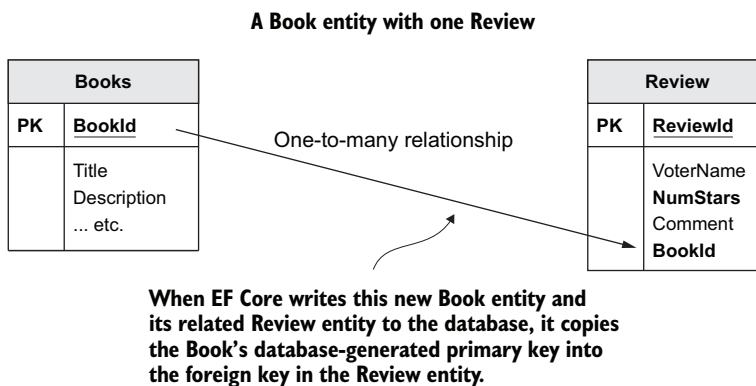 A Book entity with one Review
Books
PK BookId
Title
Description
... etc.
One-to-many relationship
Review
PK ReviewId
VoterName
NumStars
Comment
BookId
When EF Core writes this new Book entity and
its related Review entity to the database, it copies
the Book's database-generated primary key into
the foreign key in the Review entity.